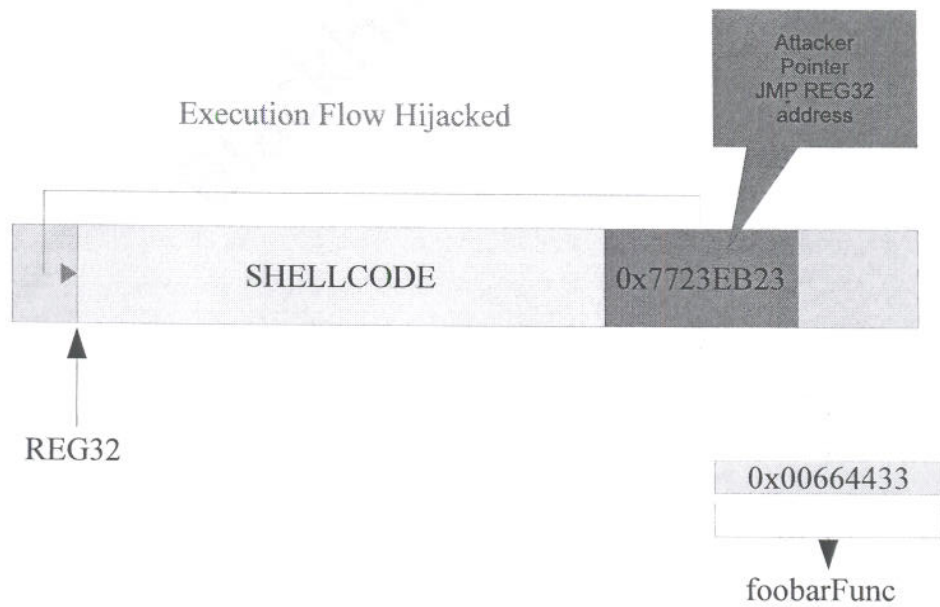 Attacker
Pointer
JMP REG32
address
Execution Flow Hijacked
SHELLCODE
0x7723EB23
REG32
0x00664433
foobarFunc